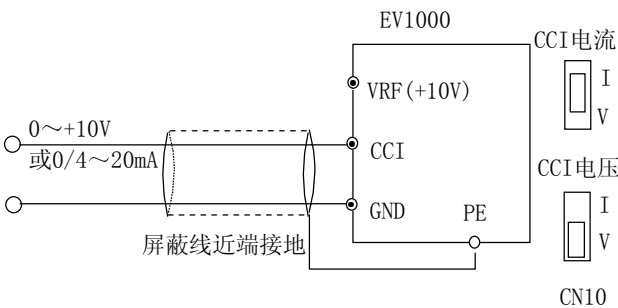 EV1000
CCI电流
I
V
VRF(+10V)
0～+10V
或0/4～20mA
CCI
CCI电压
I
V
GND
PE
屏蔽线近端接地
CN10